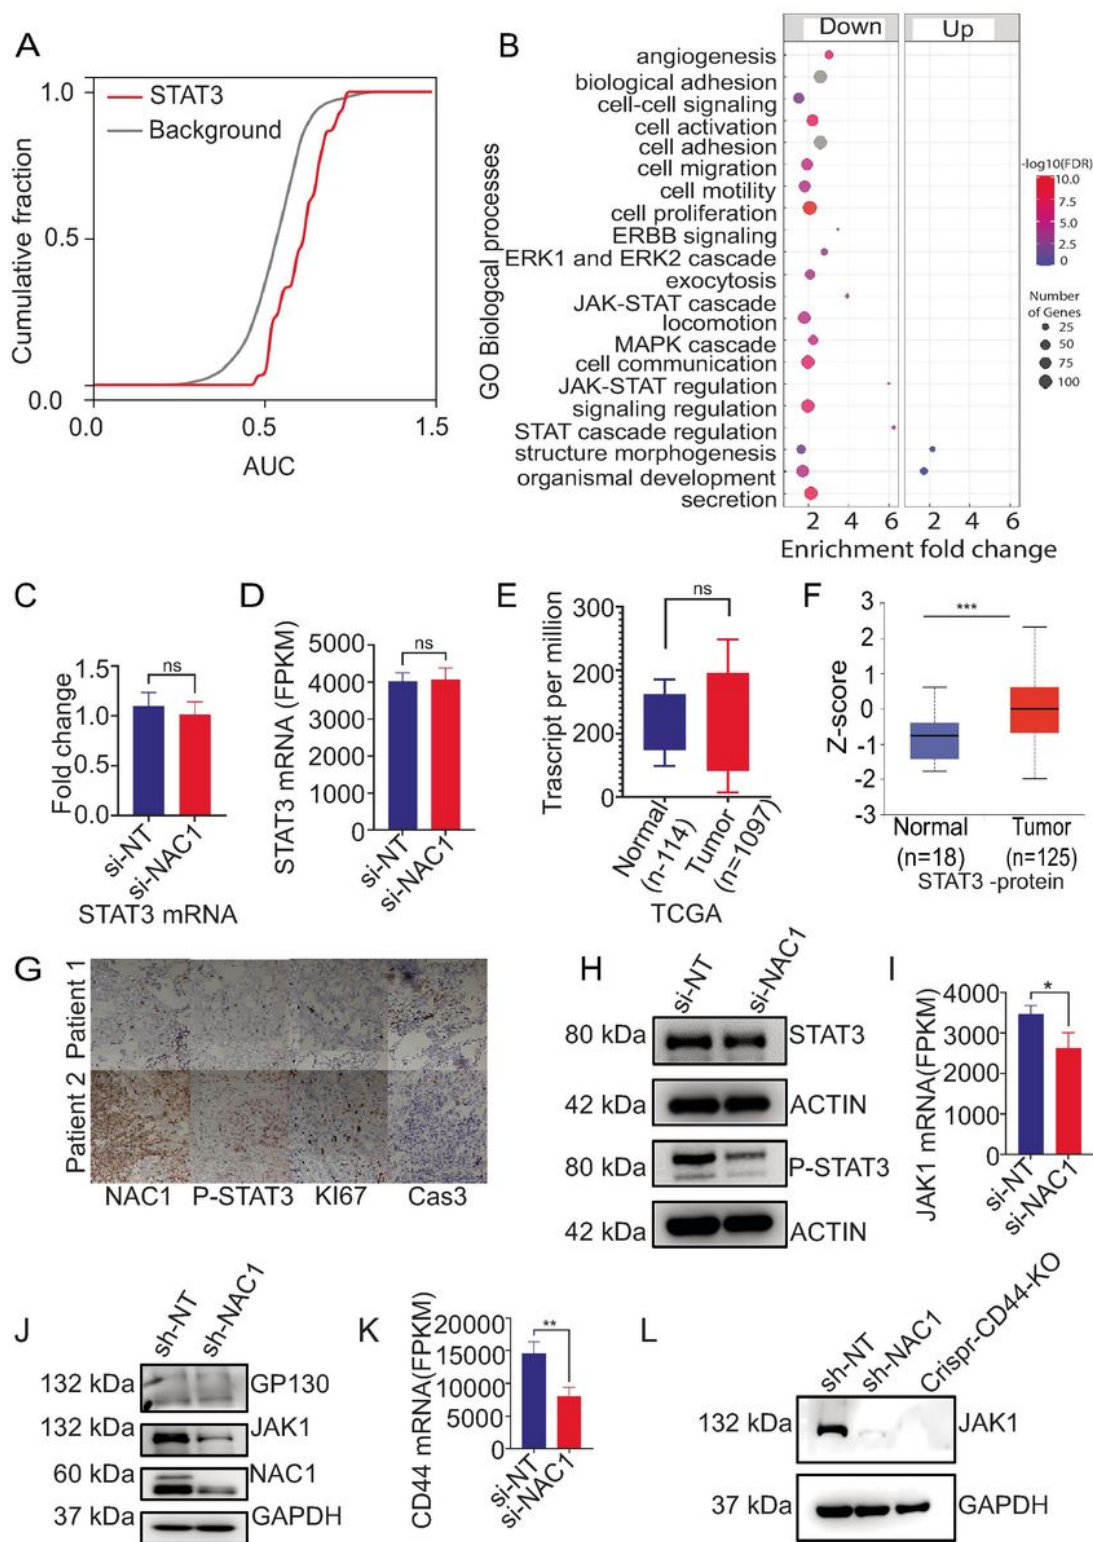 A
STAT3
Background
Cumulative fraction
1.0
0.5
0.0
0.0 0.5 1.5
AUC
B
GO Biologcal processes
Down Up
angiogenesis
biological adhesion
cell-cell signaling
cell activation
cell adhesion
cell migration
cell motility
cell proliferation
ERBB signaling
ERK1 and ERK2 cascade
exocytosis
JAK-STAT cascade
locomotion
MAPK cascade
cell communication
JAK-STAT regulation
signaling regulation
STAT cascade regulation
structure morphogenesis
organismal development
secretion
2 4 6 2 4 6
Enrichment fold change
-log10(FDR)
10.0
7.5
5.0
2.5
0
Number
of Genes
25
50
75
100
C
Fold change
1.5
1.0
0.5
0.0
ns
si-NT
si-NAC1
STAT3 mRNA
D
STAT3 mRNA (FPKM)
5000
4000
3000
2000
1000
0
ns
si-NT
si-NAC1
E
Trascript per million
300
200
200
0
ns
Normal
(n-114)
Tumor
(n=1097)
TCGA
F
Z-score
3
2
1
0
-1
-2
-3
***
Normal
(n=18)
Tumor
(n=125)
STAT3 -protein
G
Patient 1
Patient 2
NAC1 P-STAT3 KI67 Cas3
H
si-NT
si-NAC1
80 kDa STAT3
42 kDa ACTIN
80 kDa P-STAT3
42 kDa ACTIN
I
JAK1 mRNA(FPKM)
4000
3000
2000
1000
0
*
si-NT
si-NAC1
J
sh-NT
sh-NAC1
132 kDa GP130
132 kDa JAK1
60 kDa NAC1
37 kDa GAPDH
K
CD44 mRNA(FPKM)
20000
15000
10000
5000
0
**
si-NT
si-NAC1
L
sh-NT
sh-NAC1
Crispr-CD44-KO
132 kDa JAK1
37 kDa GAPDH